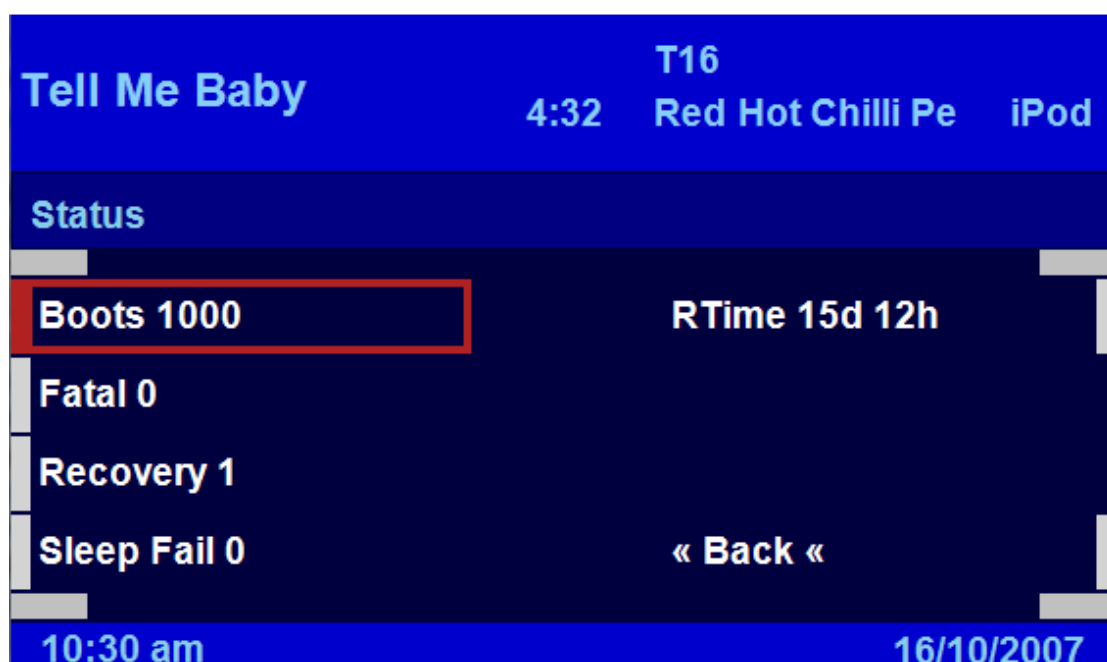 Tell Me Baby
T16
4:32 Red Hot Chilli Pe iPod
Status
Boots 1000 RTime 15d 12h
Fatal 0
Recovery 1
Sleep Fail 0 « Back «
10:30 am 16/10/2007